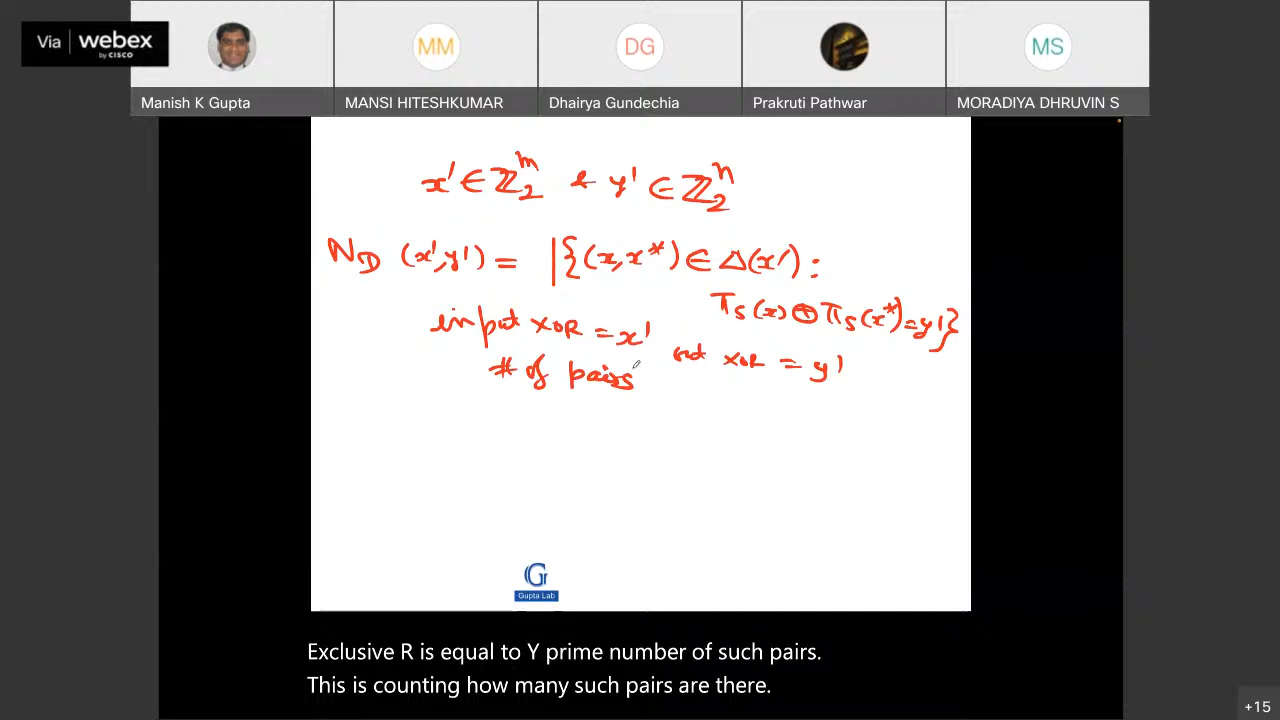 Via webex
by CISCO
MM
DG
MS
Manish K Gupta
MANSI HITESHKUMAR
Dhairya Gundechia
Prakruti Pathwar
MORADIYA DHRUVIN S
x' ∈ ℤ₂ᵐ & y' ∈ ℤ₂ⁿ
N_D (x', y') = |{(x, x*) ∈ Δ(x') :
π_S(x) ⊕ π_S(x*) = y'}
input XOR = x'
out XOR = y'
# of pairs
G
Gupta Lab
Exclusive R is equal to Y prime number of such pairs.
This is counting how many such pairs are there.
+15